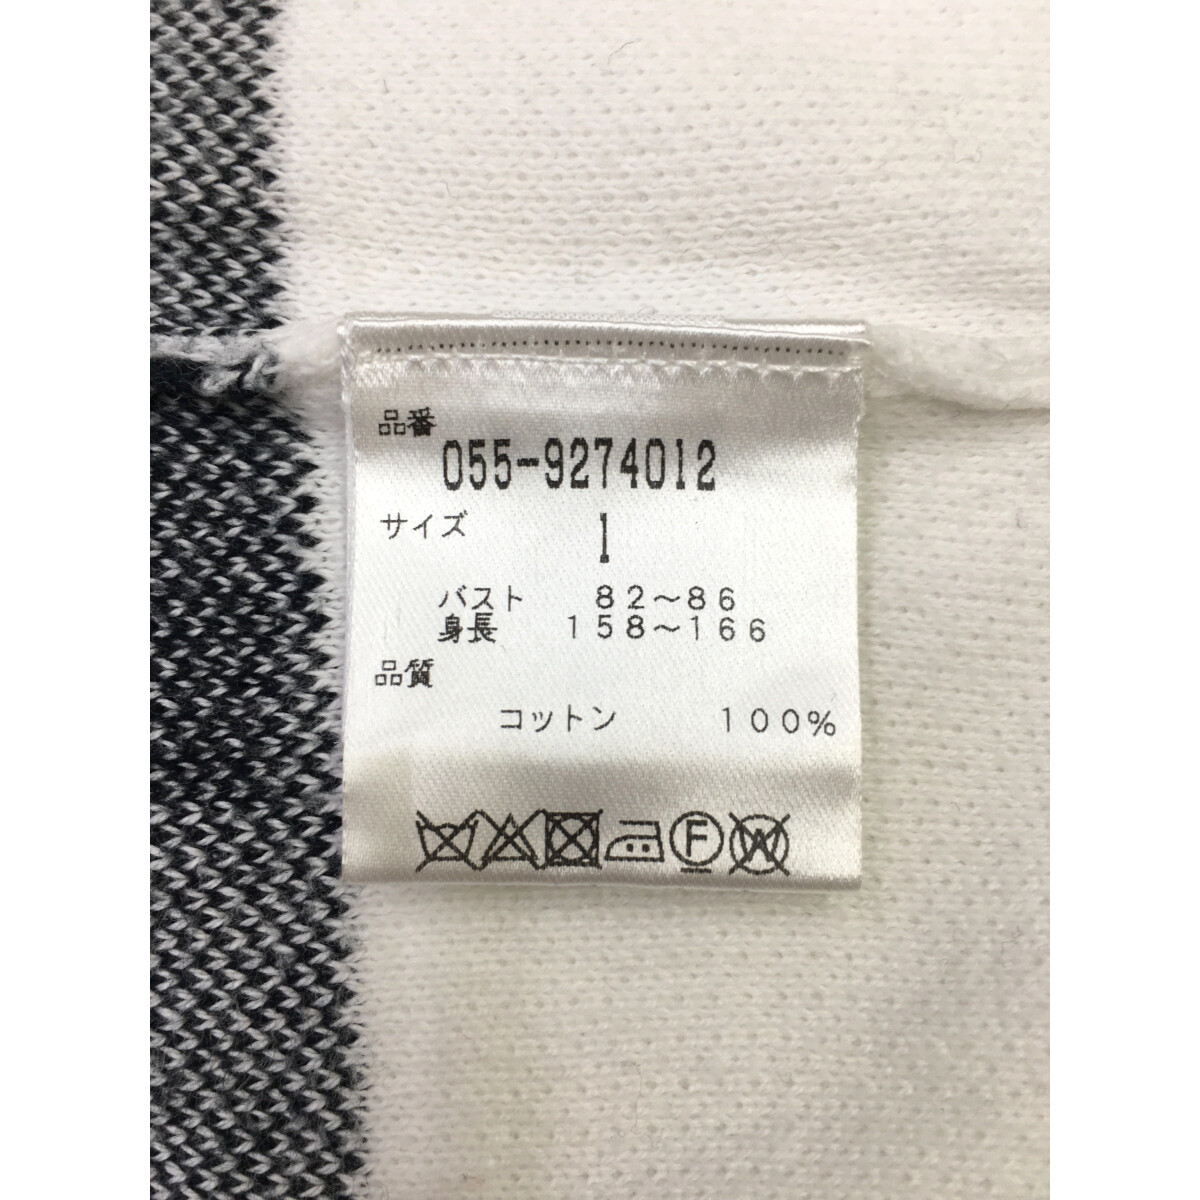 品番
055-9274012
サイズ 1
バスト 82～86
身長 158～166
品質
コットン 100%
F W